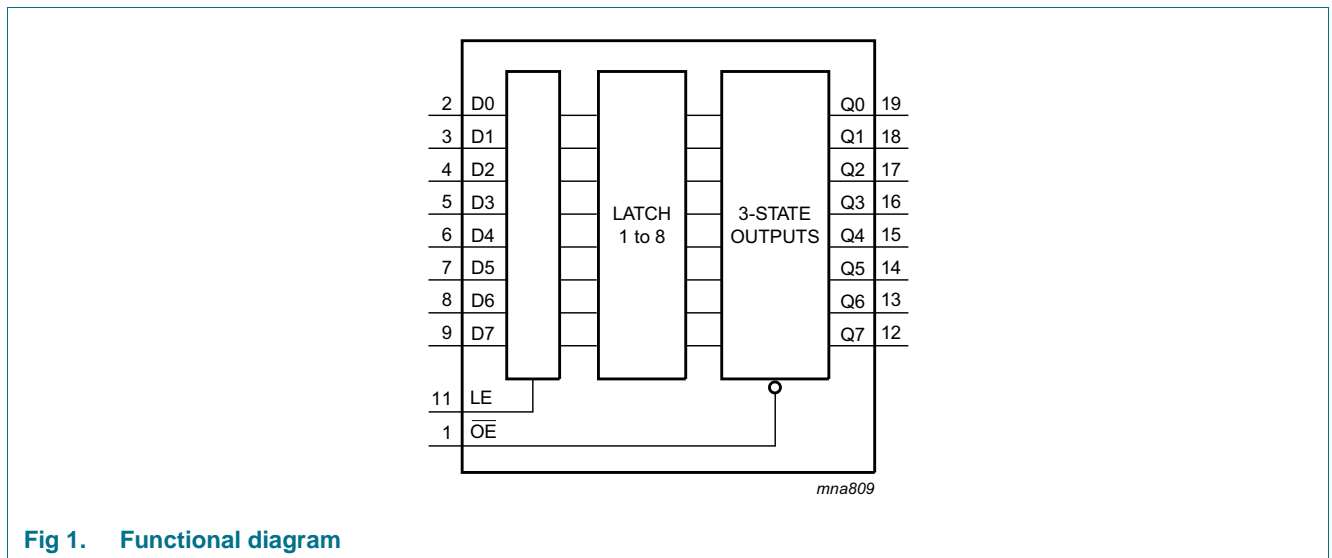 2 D0 Q0 19
3 D1 Q1 18
4 D2 Q2 17
5 D3 Q3 16
6 D4 LATCH 3-STATE Q4 15
1 to 8 OUTPUTS
7 D5 Q5 14
8 D6 Q6 13
9 D7 Q7 12
11 LE
1 OE
mna809
Fig 1. Functional diagram